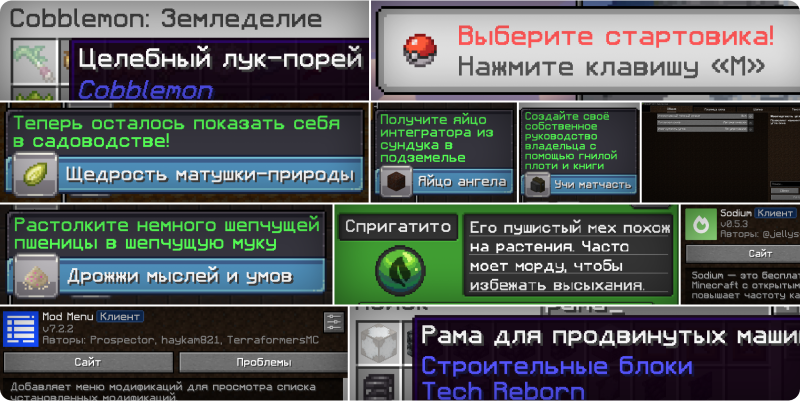 Cobblemon: Земледелие
Целебный лук-порей
Cobblemon
Выберите стартовика!
Нажмите клавишу «М»
Теперь осталось показать себя
в садоводстве!
Щедрость матушки-природы
Получите яйцо
интегратора из
сундука в
подземелье
Яйцо ангела
Создайте своё
собственное
руководство
владельца с
помощью гнилой
плоти и книги
Учи матчасть
Растолките немного шепчущей
пшеницы в шепчущую муку
Дрожжи мыслей и умов
Спригатито
Его пушистый мех похож
на растения. Часто
моет морду, чтобы
избежать высыхания.
Sodium Клиент
v0.5.3
Авторы: @jellys
Сайт
Sodium — это бесплат
Minecraft с открытым
повышает частоту ка
Mod Menu Клиент
v7.2.2
Авторы: Prospector, haykam821, TerraformersMC
Сайт
Проблемы
Добавляет меню модификаций для просмотра списка
установленных модификаций
Рама для продвинутых маши
Строительные блоки
Tech Reborn